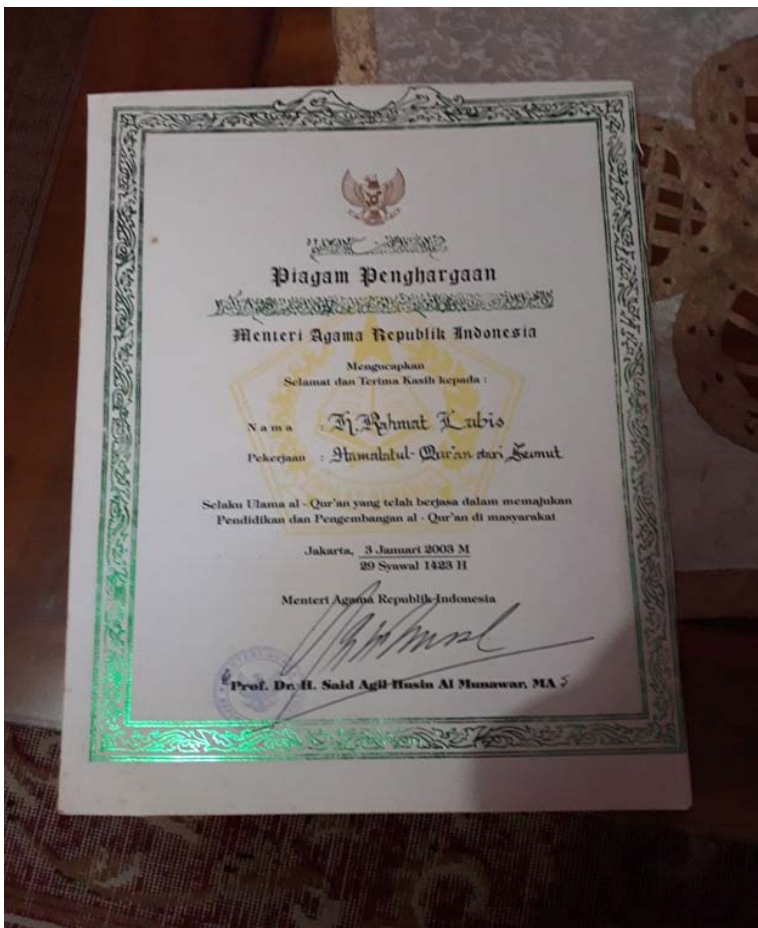 Piagam Penghargaan
Menteri Agama Republik Indonesia
Mengucapkan
Selamat dan Terima Kasih kepada :
Nama : H. Rahmat Lubis
Pekerjaan : Hamalatul-Qur'an dari Sumut
Selaku Ulama al - Qur'an yang telah berjasa dalam memajukan
Pendidikan dan Pengembangan al - Qur'an di masyarakat
Jakarta, 3 Januari 2003 M
29 Syawal 1423 H
Menteri Agama Republik Indonesia
Prof. Dr. H. Said Agil Husin Al Munawar, MA